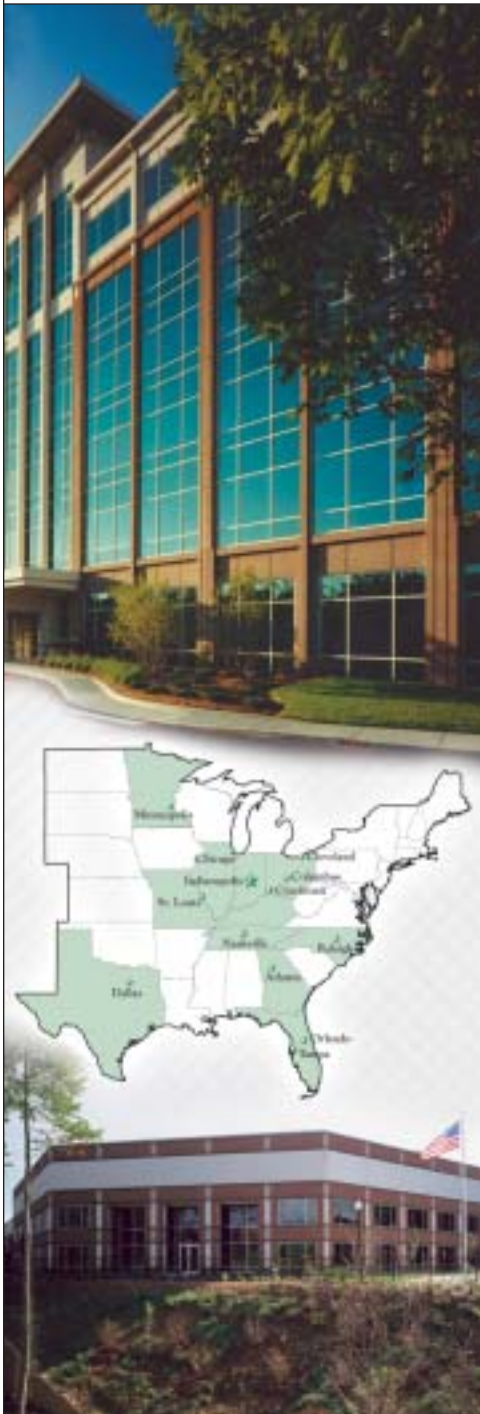 Minneapolis
Chicago
Cleveland
Indianapolis
Columbus
Cincinnati
St. Louis
Nashville
Raleigh
Atlanta
Dallas
Orlando
Tampa